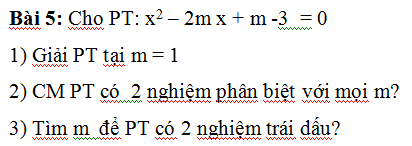 Bài 5: Cho PT: x² – 2m x + m -3 = 0
1) Giải PT tại m = 1
2) CM PT có 2 nghiệm phân biệt với mọi m?
3) Tìm m để PT có 2 nghiệm trái dấu?